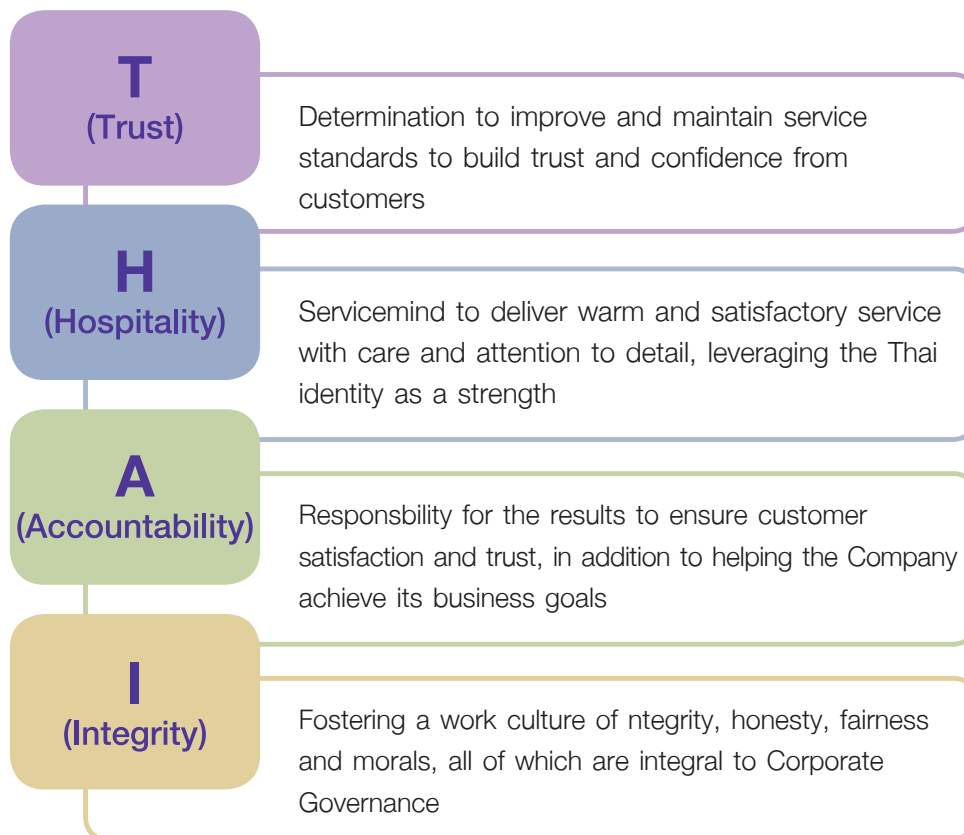 T
(Trust)
Determination to improve and maintain service
standards to build trust and confidence from
customers
H
(Hospitality)
Servicemind to deliver warm and satisfactory service
with care and attention to detail, leveraging the Thai
identity as a strength
A
(Accountability)
Responsbility for the results to ensure customer
satisfaction and trust, in addition to helping the Company
achieve its business goals
I
(Integrity)
Fostering a work culture of ntegrity, honesty, fairness
and morals, all of which are integral to Corporate
Governance